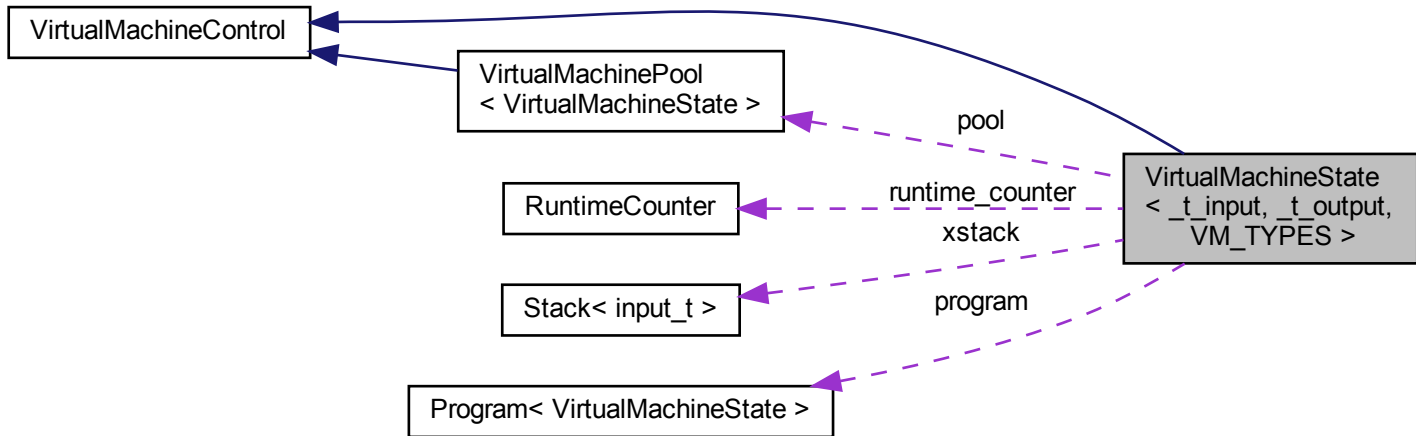 VirtualMachineControl
VirtualMachinePool
< VirtualMachineState >
pool
VirtualMachineState
< _t_input, _t_output,
VM_TYPES >
RuntimeCounter
runtime_counter
xstack
Stack< input_t >
program
Program< VirtualMachineState >